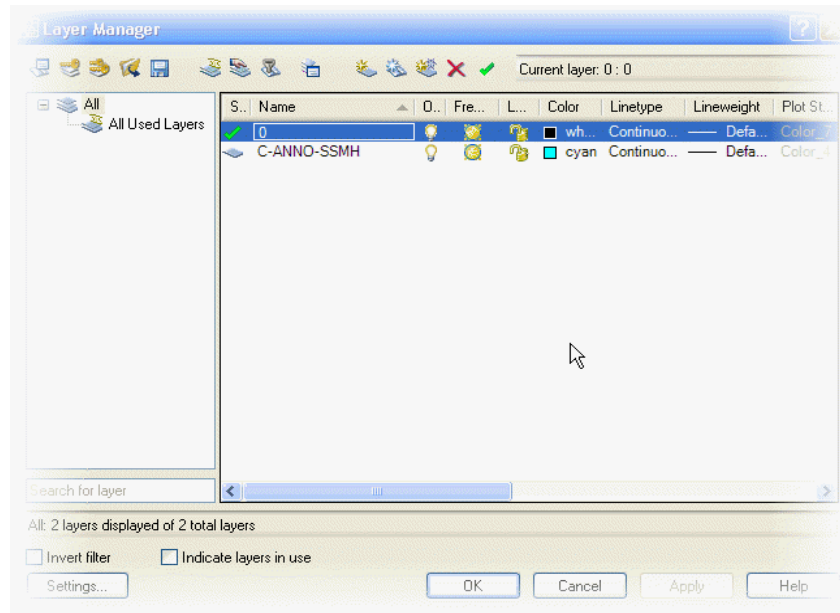 Layer Manager
Current layer: 0 : 0
All
All Used Layers
S.. Name 0.. Fre... L... Color Linetype Lineweight Plot St...
0 wh... Continuo... Defa... Color_7
C-ANNO-SSMH cyan Continuo... Defa... Color_4
Search for layer
All: 2 layers displayed of 2 total layers
Invert filter Indicate layers in use
Settings... OK Cancel Apply Help